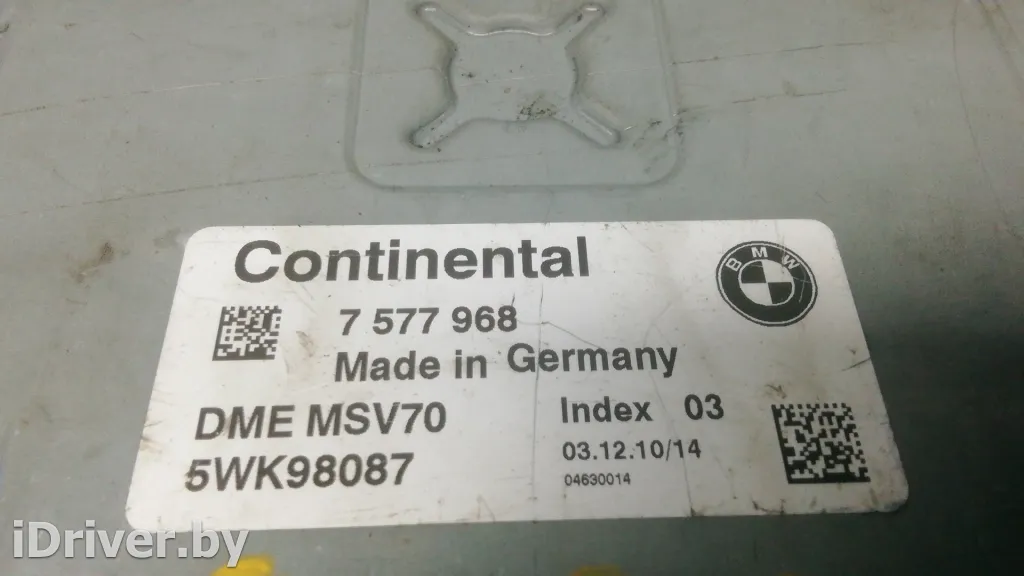 Continental
BMW
7 577 968
Made in Germany
DME MSV70
Index 03
5WK98087
03.12.10/14
04630014
iDriver.by